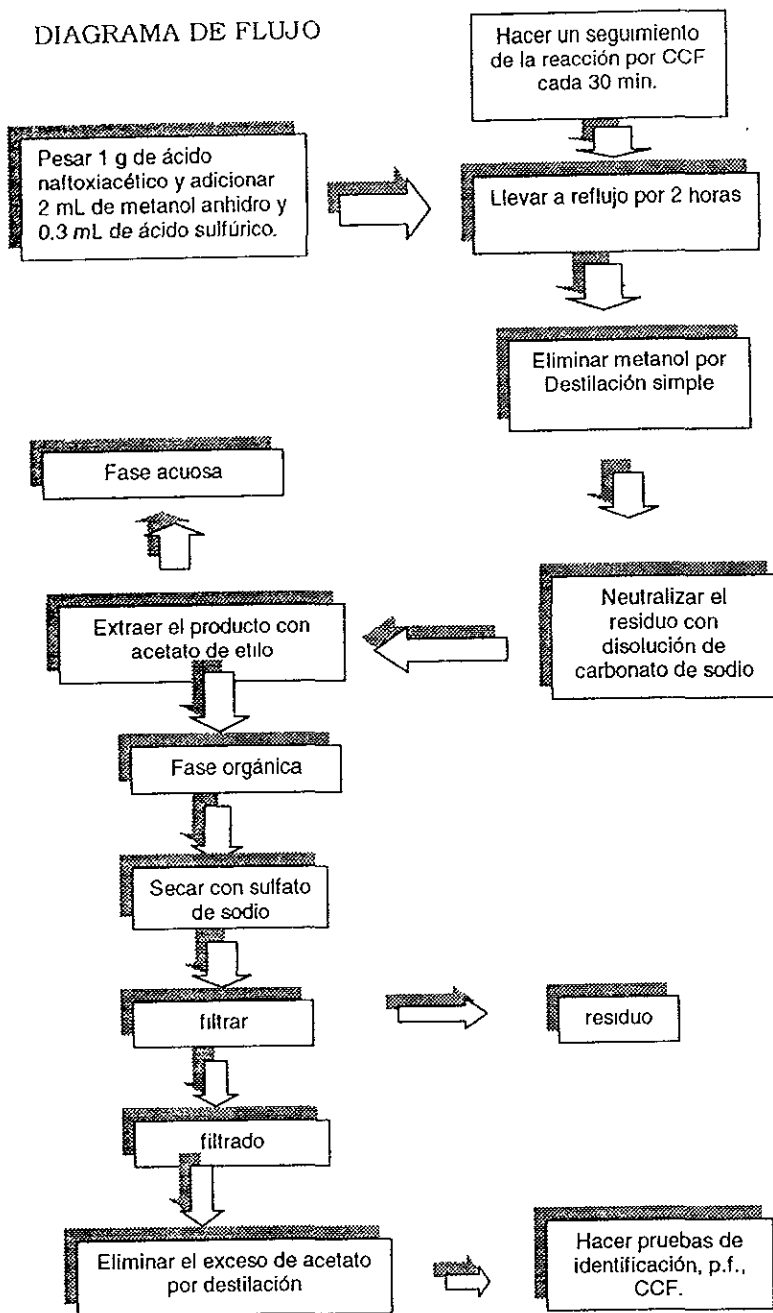 DIAGRAMA DE FLUJO
Hacer un seguimiento
de la reacción por CCF
cada 30 min.
Pesar 1 g de ácido
naftoxiacético y adicionar
2 mL de metanol anhidro y
0.3 mL de ácido sulfúrico.
Llevar a reflujo por 2 horas
Eliminar metanol por
Destilación simple
Neutralizar el
residuo con
disolución de
carbonato de sodio
Extraer el producto con
acetato de etilo
Fase acuosa
Fase orgánica
Secar con sulfato
de sodio
filtrar
residuo
filtrado
Eliminar el exceso de acetato
por destilación
Hacer pruebas de
identificación, p.f.,
CCF.